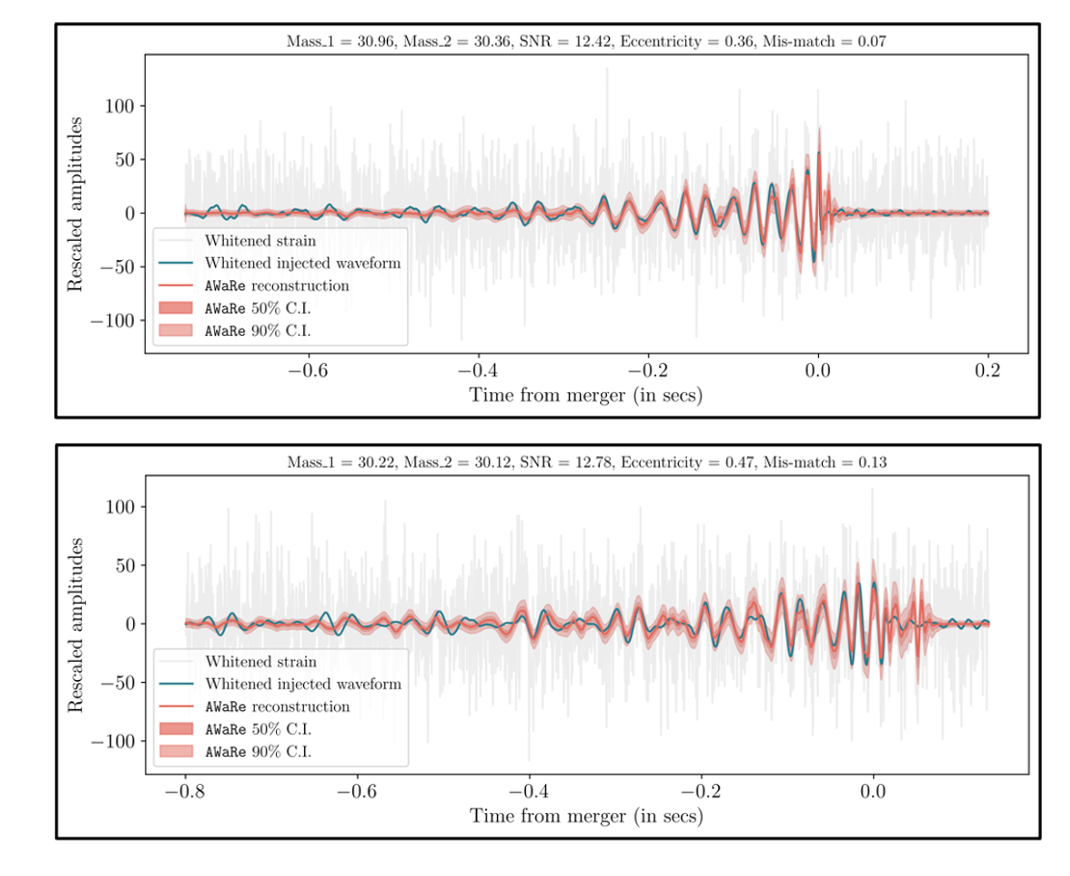 Mass_1 = 30.96, Mass_2 = 30.36, SNR = 12.42, Eccentricity = 0.36, Mis-match = 0.07
Rescaled amplitudes
100
50
0
−50
−100
Whitened strain
Whitened injected waveform
AWaRe reconstruction
AWaRe 50% C.I.
AWaRe 90% C.I.
−0.6 −0.4 −0.2 0.0 0.2
Time from merger (in secs)
Mass_1 = 30.22, Mass_2 = 30.12, SNR = 12.78, Eccentricity = 0.47, Mis-match = 0.13
Rescaled amplitudes
100
50
0
−50
−100
Whitened strain
Whitened injected waveform
AWaRe reconstruction
AWaRe 50% C.I.
AWaRe 90% C.I.
−0.8 −0.6 −0.4 −0.2 0.0
Time from merger (in secs)